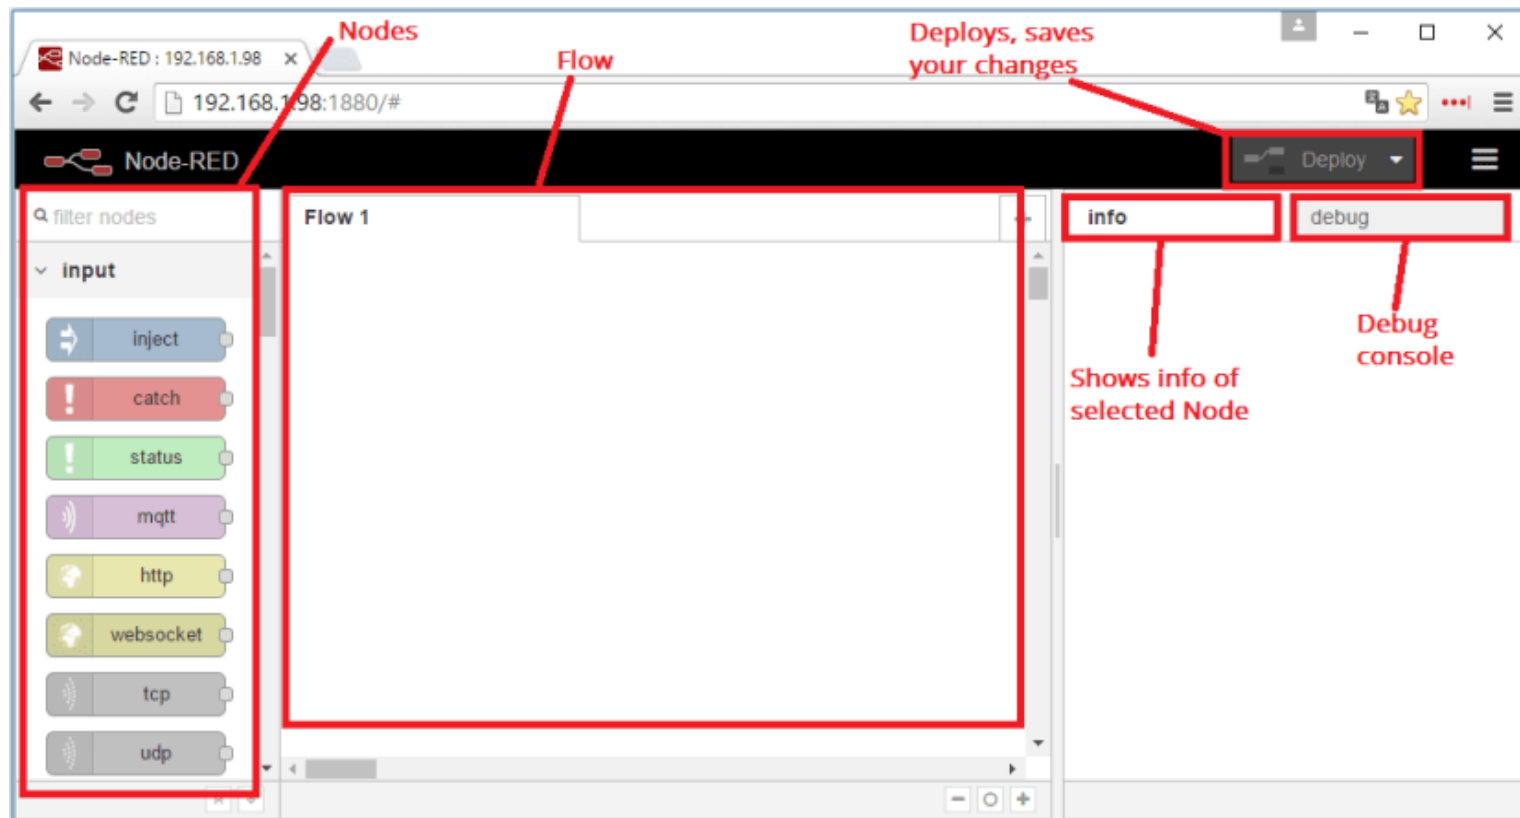 Nodes
Flow
Deploys, saves
your changes
Node-RED : 192.168.1.98
192.168.1.98:1880/#
Node-RED
Deploy
filter nodes
Flow 1
info
debug
input
inject
catch
status
mqtt
http
websocket
tcp
udp
Shows info of
selected Node
Debug
console